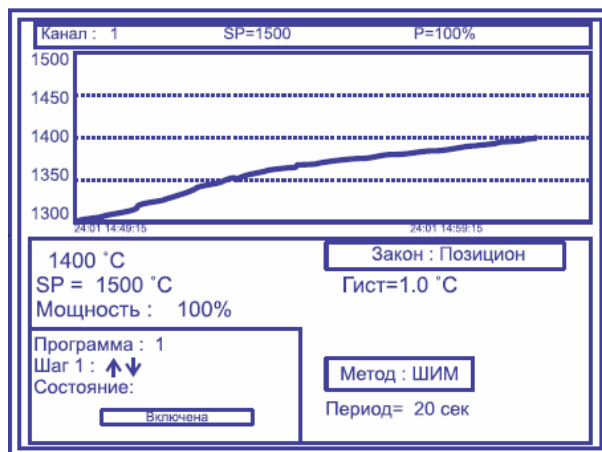 Канал : 1 SP=1500 P=100%
1500
1450
1400
1350
1300
24:01 14:49:15 24:01 14:59:15
1400 ˚C
SP = 1500 ˚C
Мощность : 100%
Закон : Позицион
Гист=1.0 ˚C
Программа : 1
Шаг 1 :
Состояние:
Включена
Метод : ШИМ
Период= 20 сек